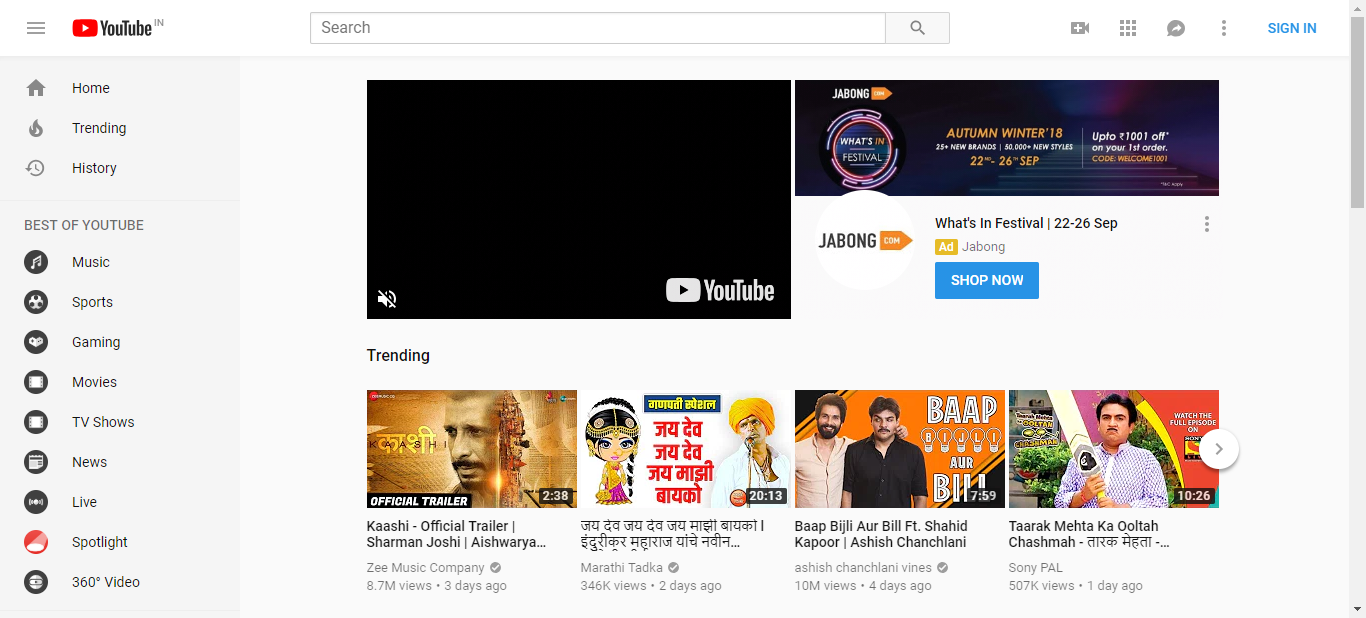 YouTube IN
Search
SIGN IN
Home
Trending
History
BEST OF YOUTUBE
Music
Sports
Gaming
Movies
TV Shows
News
Live
Spotlight
360° Video
YouTube
JABONG COM
WHAT'S IN
FESTIVAL
AUTUMN WINTER'18
25+ NEW BRANDS | 50,000+ NEW STYLES
22ND- 26TH SEP
Upto ₹1001 off*
on your 1st order.
CODE: WELCOME1001
*T&C Apply
JABONG COM
What's In Festival | 22-26 Sep
Ad Jabong
SHOP NOW
Trending
काशी
KAASHI
OFFICIAL TRAILER
2:38
Kaashi - Official Trailer |
Sharman Joshi | Aishwarya...
Zee Music Company
8.7M views • 3 days ago
गणपती स्पेशल
जय देव
जय देव
जय माझी
बायको
20:13
जय देव जय देव जय माझी बायको |
इंदुरीकर महाराज यांचे नवीन...
Marathi Tadka
346K views • 2 days ago
BAAP
BIJLI
AUR
BILL
7:59
Baap Bijli Aur Bill Ft. Shahid
Kapoor | Ashish Chanchlani
ashish chanchlani vines
10M views • 4 days ago
Taarak Mehta
Ka OOLTAH
CHASHMAH
WATCH THE
FULL EPISODE
ON
SONY
10:26
Taarak Mehta Ka Ooltah
Chashmah - तारक मेहता -...
Sony PAL
507K views • 1 day ago